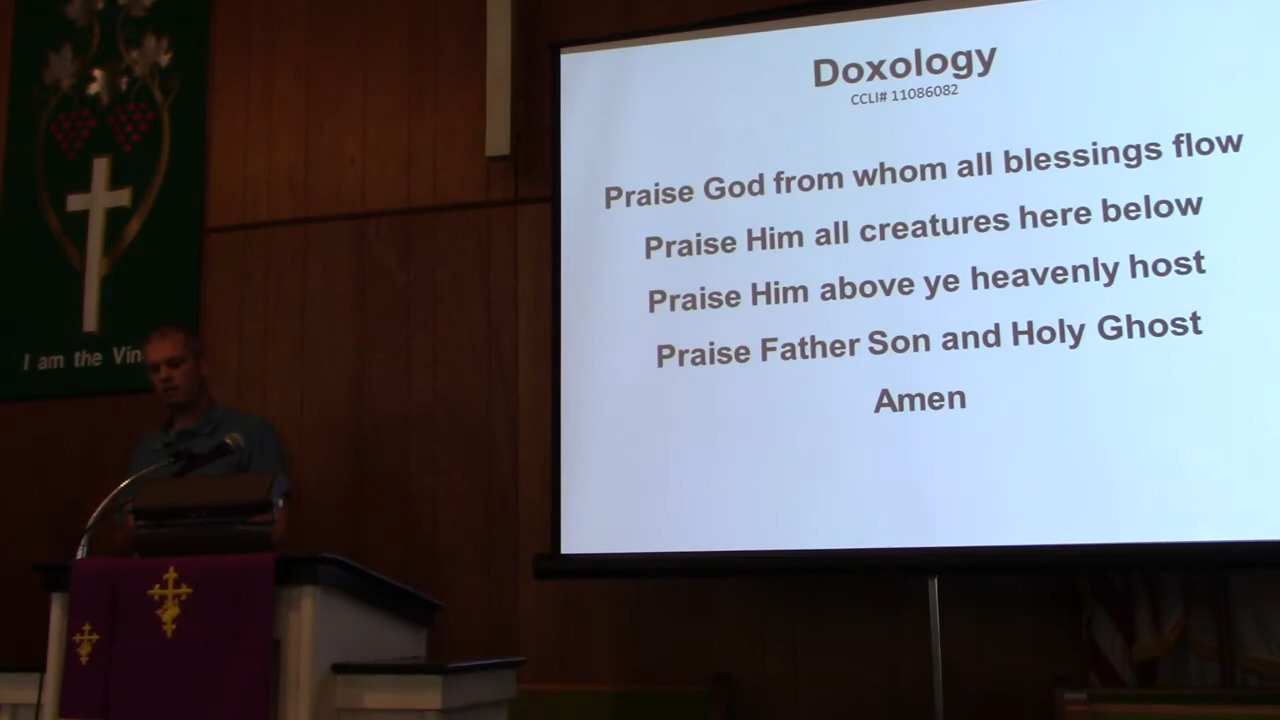 Doxology
CCLI# 11086082
Praise God from whom all blessings flow
Praise Him all creatures here below
Praise Him above ye heavenly host
Praise Father Son and Holy Ghost
Amen
I am the Vin